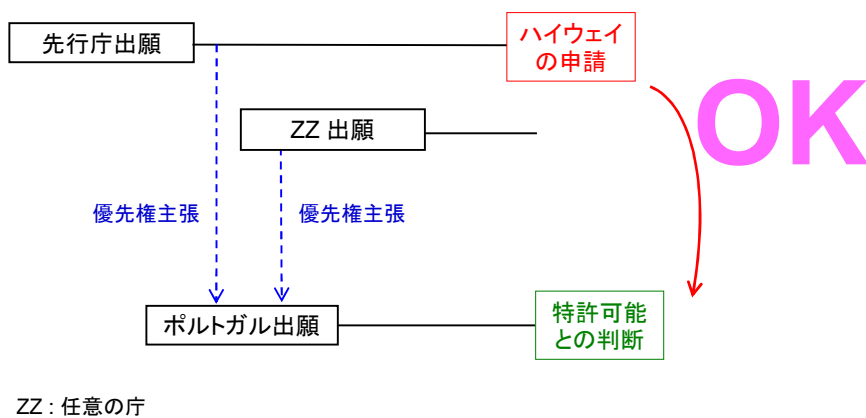 先行庁出願
ハイウェイ
の申請
OK
ZZ 出願
優先権主張
優先権主張
ポルトガル出願
特許可能
との判断
ZZ : 任意の庁